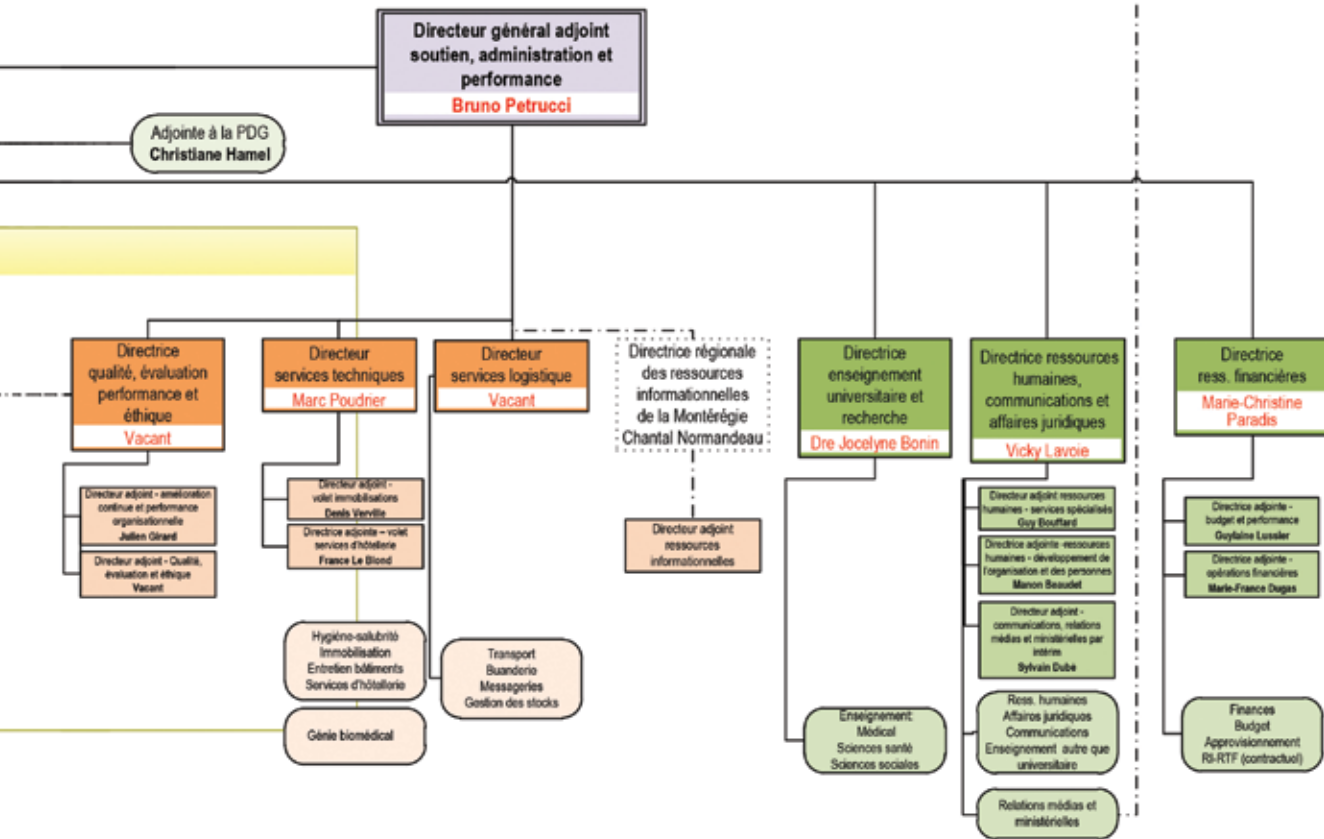 Directeur général adjoint
soutien, administration et
performance
Bruno Petrucci
Adjointe à la PDG
Christiane Hamel
Directrice
qualité, évaluation
performance et
éthique
Vacant
Directeur adjoint - amélioration
continue et performance
organisationnelle
Julien Girard
Directeur adjoint - Qualité,
évaluation et éthique
Vacant
Directeur
services techniques
Marc Poudrier
Directeur adjoint -
volet immobilisations
Denis Verville
Directrice adjointe – volet
services d'hôtellerie
France Le Blond
Hygiène-salubrité
Immobilisation
Entretien bâtiments
Services d'hôtellerie
Génie biomédical
Directeur
services logistique
Vacant
Transport
Buanderie
Messageries
Gestion des stocks
Directrice régionale
des ressources
informationnelles
de la Montérégie
Chantal Normandeau
Directeur adjoint
ressources
informationnelles
Directrice
enseignement
universitaire et
recherche
Dre Jocelyne Bonin
Enseignement:
Médical
Sciences santé
Sciences sociales
Directrice ressources
humaines,
communications et
affaires juridiques
Vicky Lavoie
Directeur adjoint ressources
humaines - services spécialisés
Guy Bouffard
Directrice adjointe -ressources
humaines - développement de
l'organisation et des personnes
Manon Beaudet
Directeur adjoint -
communications, relations
médias et ministérielles par
intérim
Sylvain Dubé
Ress. humaines
Affaires juridiques
Communications
Enseignement autre que
universitaire
Relations médias et
ministérielles
Directrice
ress. financières
Marie-Christine
Paradis
Directrice adjointe -
budget et performance
Guylaine Lussier
Directrice adjointe -
opérations financières
Marie-France Dugas
Finances
Budget
Approvisionnement
RI-RTF (contractuel)